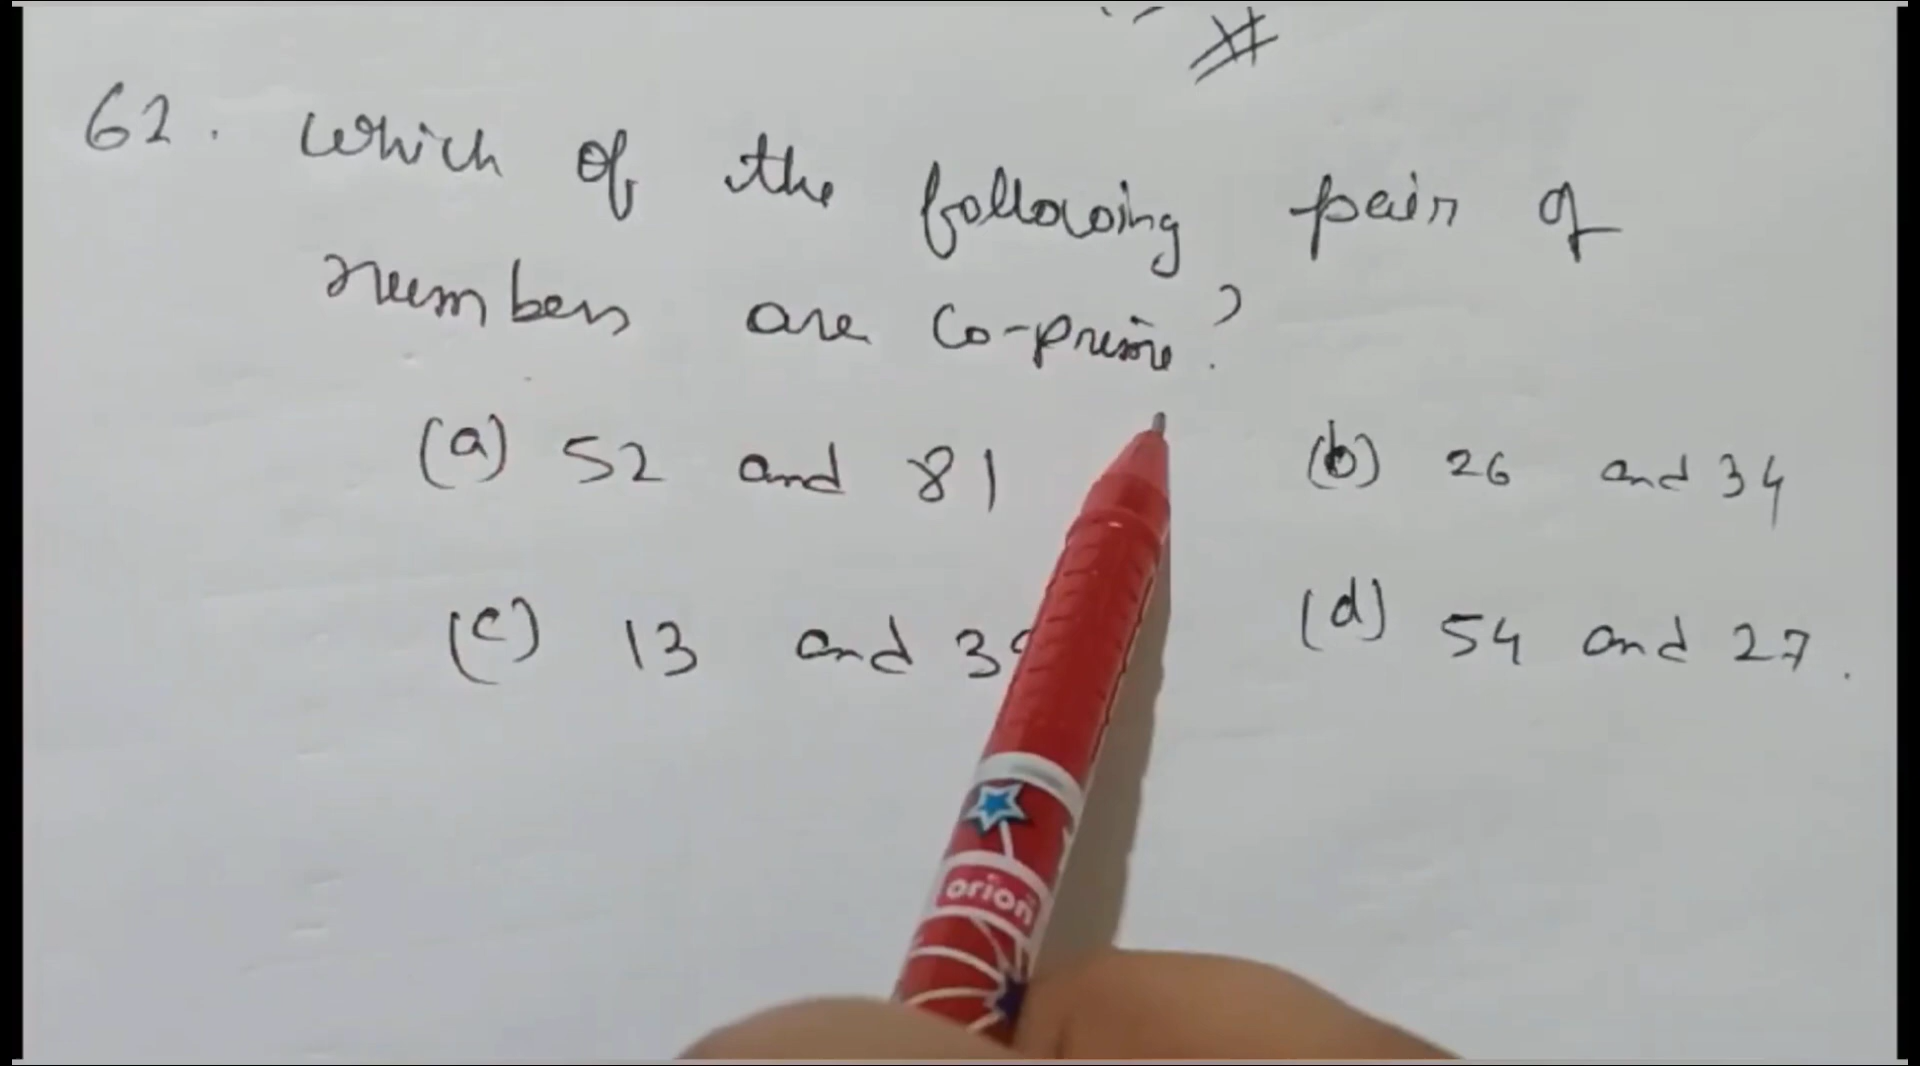 62. Which of the following pair of
numbers are co-prime?
(a) 52 and 81 (b) 26 and 34
(c) 13 and (d) 54 and 27.
orion